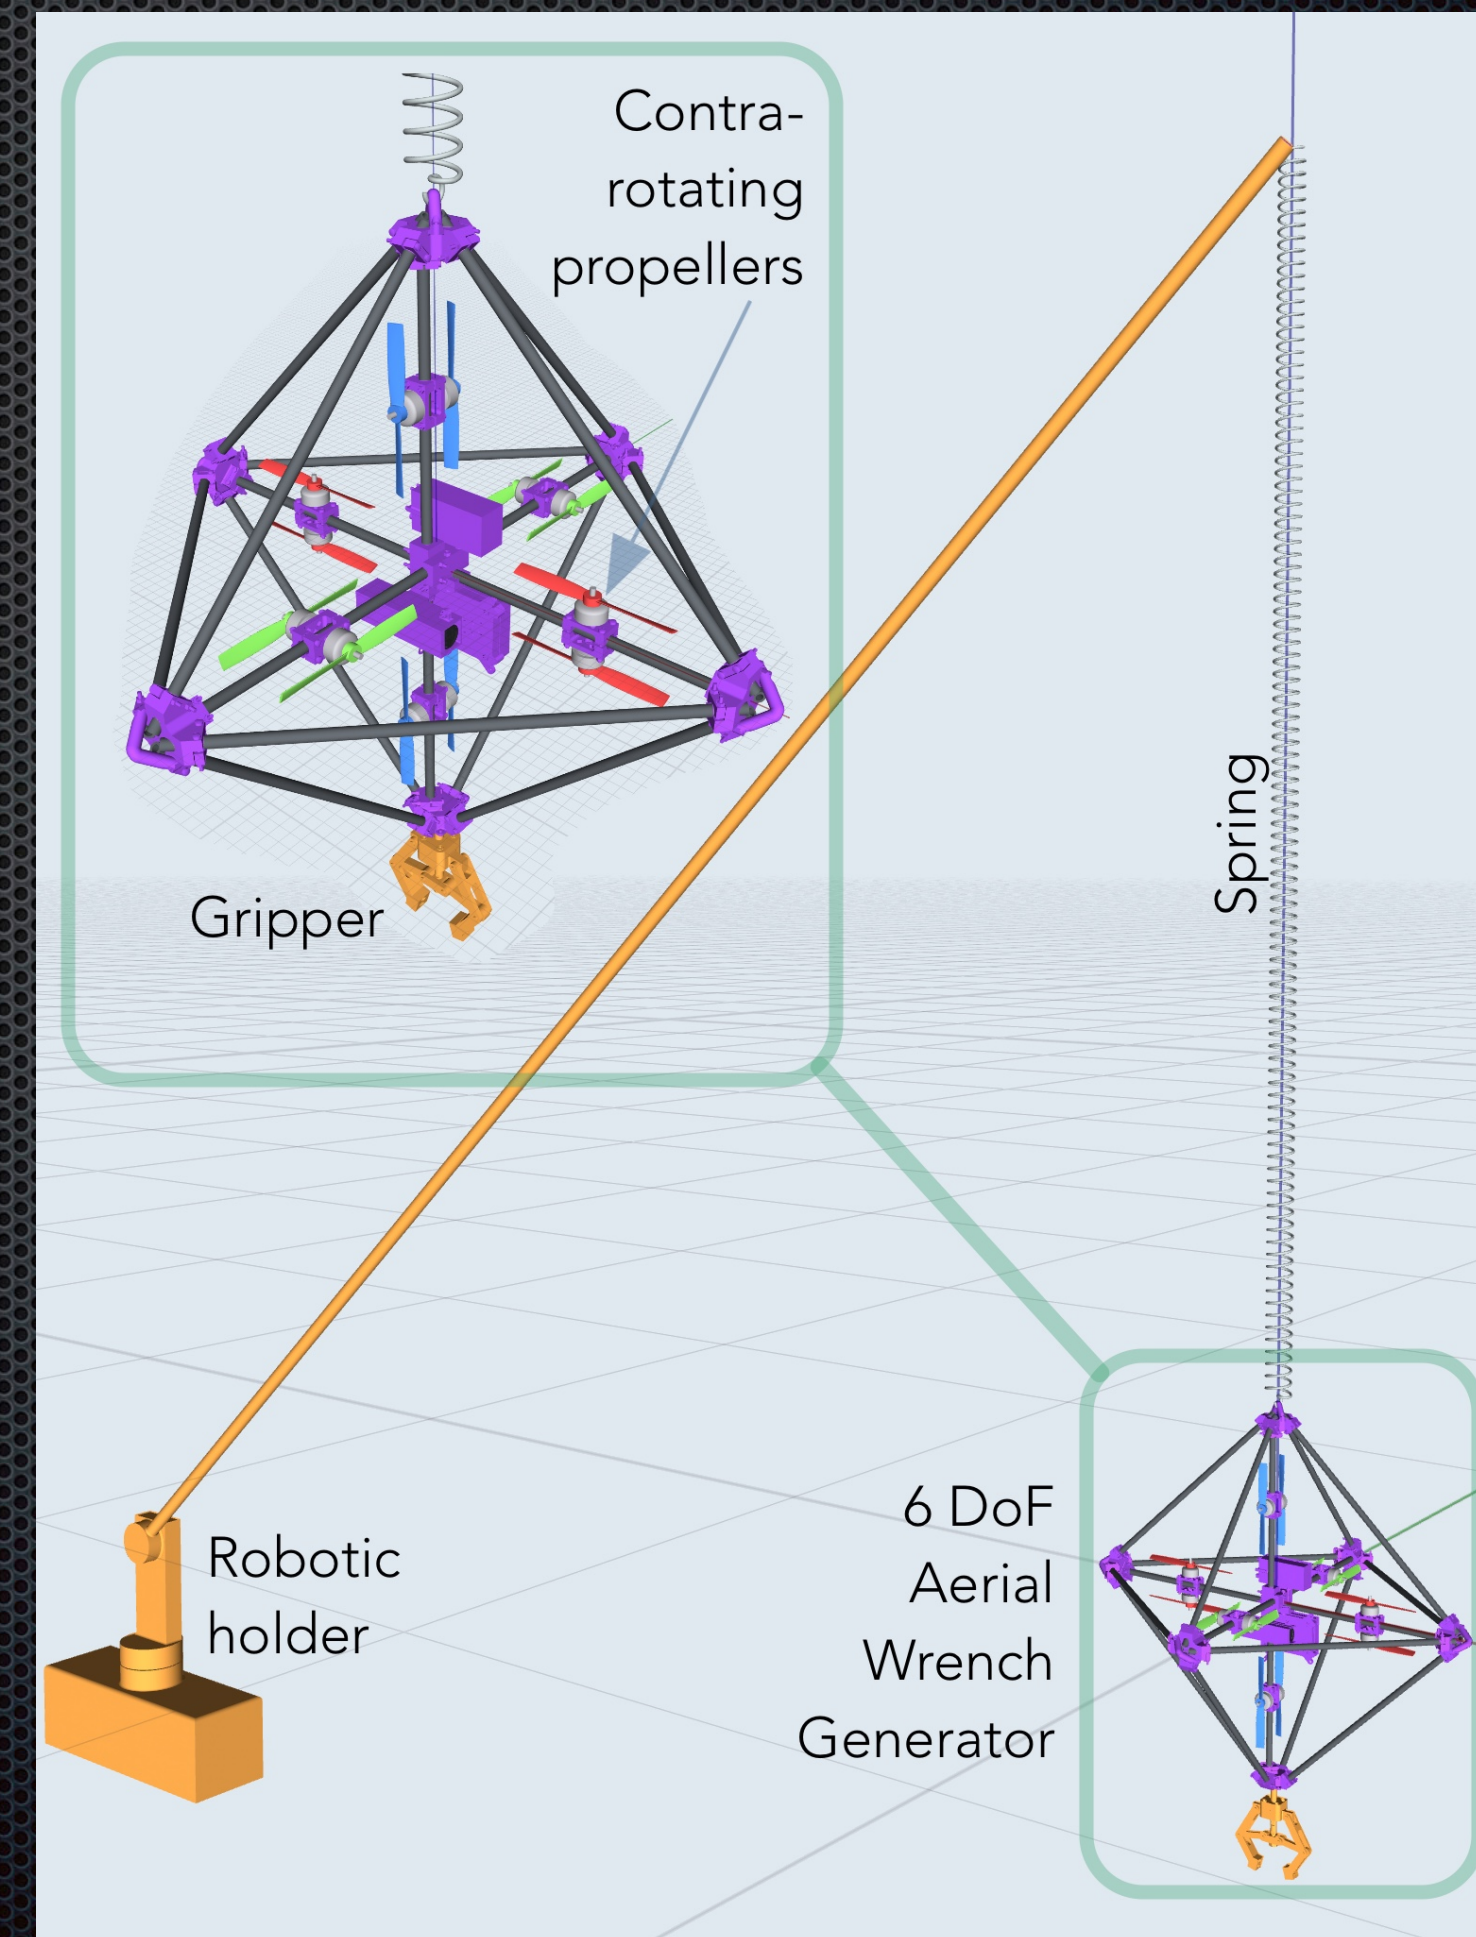 Contra-
rotating
propellers
Gripper
Spring
Robotic
holder
6 DoF
Aerial
Wrench
Generator